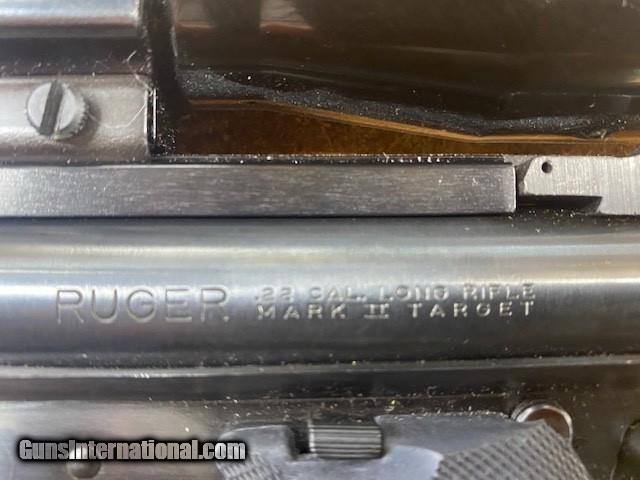 RUGER .22 CAL. LONG RIFLE
MARK II TARGET
GunsInternational.com